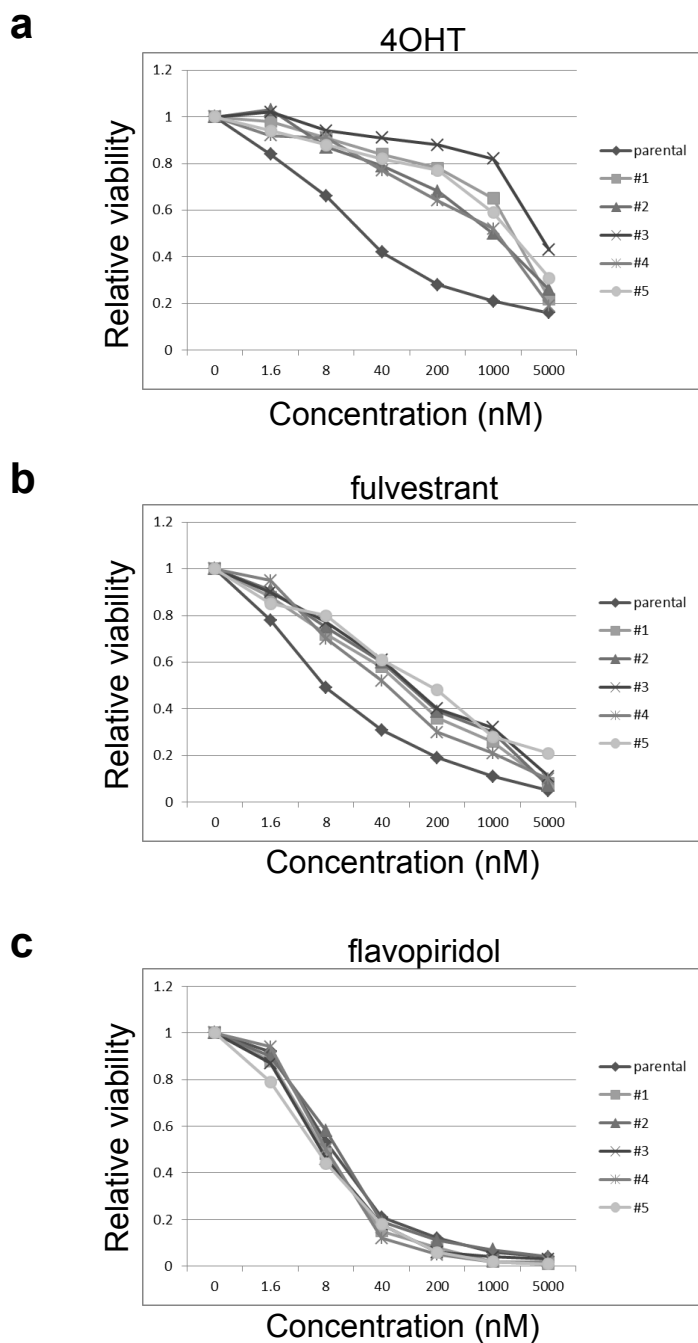 a
4OHT
Relative viability
1.2
1
0.8
0.6
0.4
0.2
0
0 1.6 8 40 200 1000 5000
Concentration (nM)
parental
#1
#2
#3
#4
#5
b
fulvestrant
Relative viability
1.2
1
0.8
0.6
0.4
0.2
0
0 1.6 8 40 200 1000 5000
Concentration (nM)
parental
#1
#2
#3
#4
#5
c
flavopiridol
Relative viability
1.2
1
0.8
0.6
0.4
0.2
0
0 1.6 8 40 200 1000 5000
Concentration (nM)
parental
#1
#2
#3
#4
#5